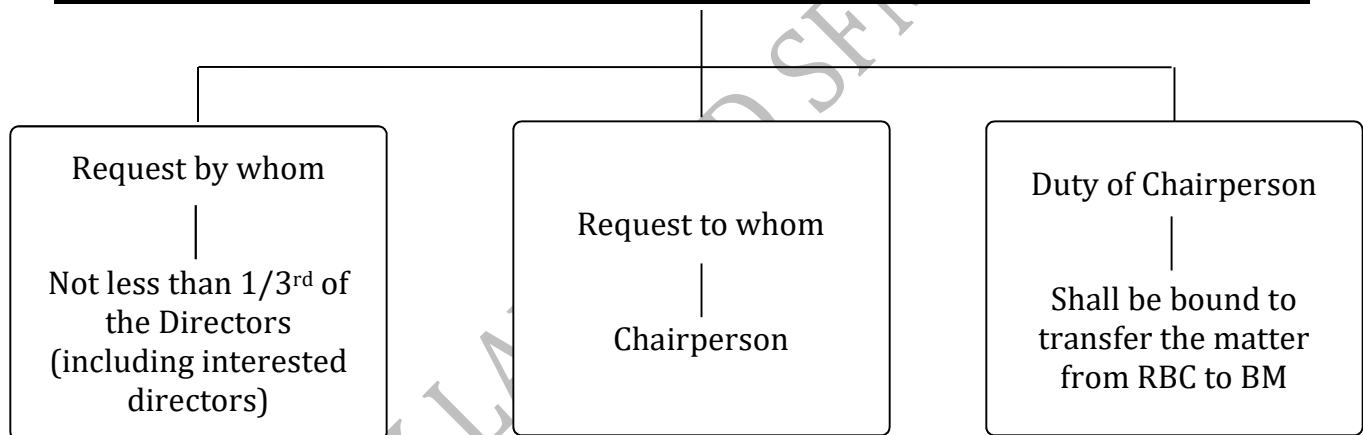 Request by whom
Not less than 1/3rd of
the Directors
(including interested
directors)
Request to whom
Chairperson
Duty of Chairperson
Shall be bound to
transfer the matter
from RBC to BM